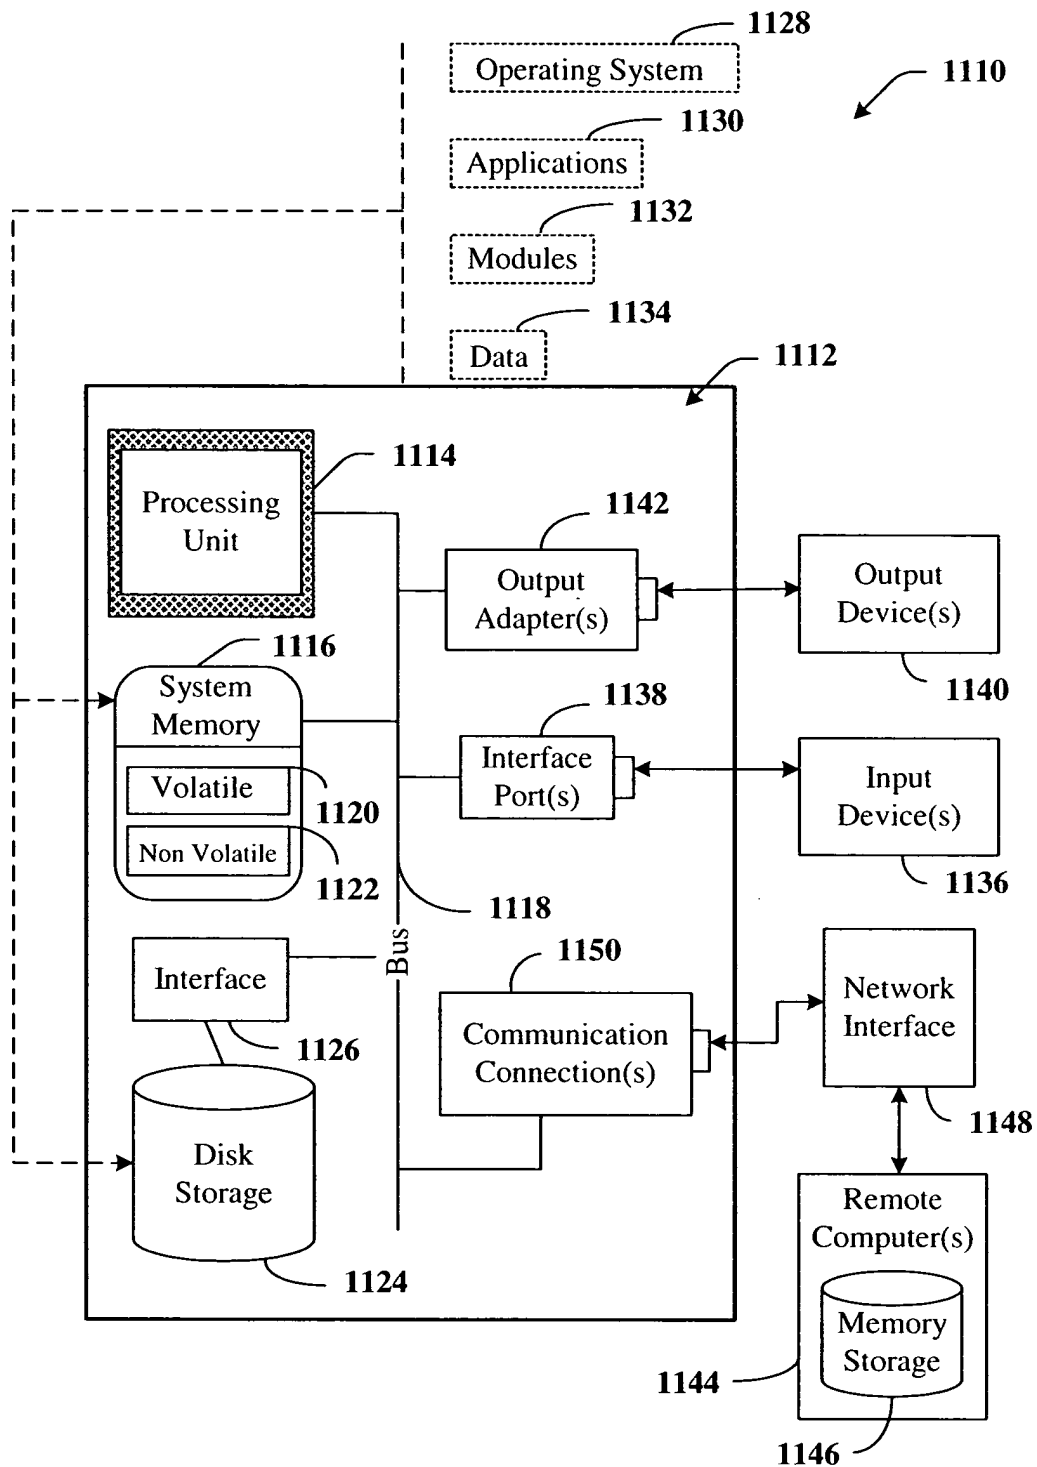 1128
Operating System
1110
1130
Applications
1132
Modules
1134
Data
1112
1114
Processing
Unit
1142
Output
Adapter(s)
Output
Device(s)
1140
1116
System
Memory
Volatile
1120
Non Volatile
1122
1138
Interface
Port(s)
Input
Device(s)
1136
1118
Bus
Interface
1126
1150
Communication
Connection(s)
Network
Interface
1148
Disk
Storage
1124
Remote
Computer(s)
Memory
Storage
1144
1146